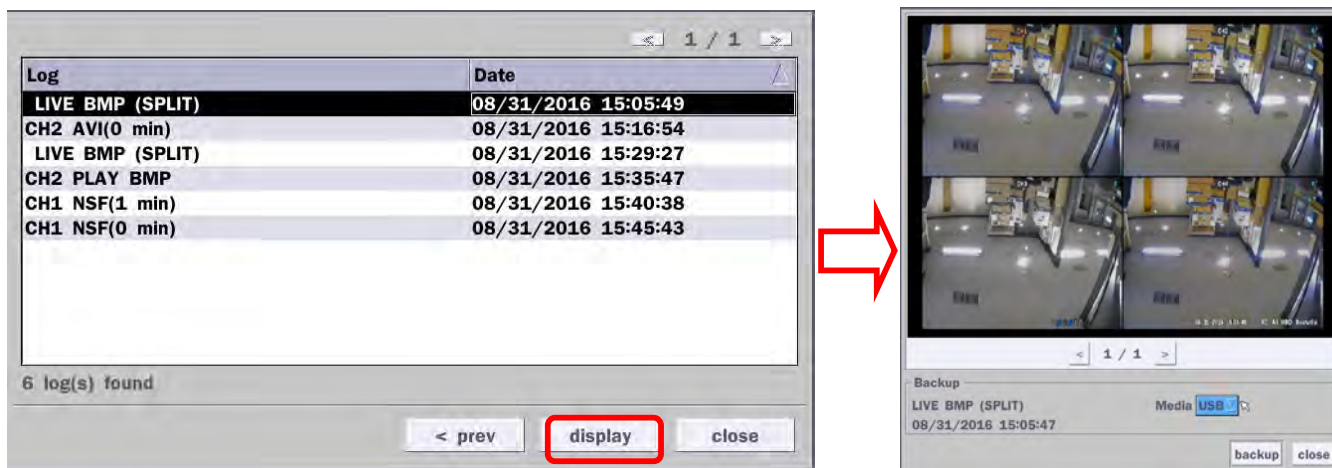 < 1 / 1 >
Log Date
LIVE BMP (SPLIT) 08/31/2016 15:05:49
CH2 AVI(0 min) 08/31/2016 15:16:54
LIVE BMP (SPLIT) 08/31/2016 15:29:27
CH2 PLAY BMP 08/31/2016 15:35:47
CH1 NSF(1 min) 08/31/2016 15:40:38
CH1 NSF(0 min) 08/31/2016 15:45:43
6 log(s) found
< prev display close
CH1 CH2
CH3 CH4
< 1 / 1 >
Backup
LIVE BMP (SPLIT) Media USB
08/31/2016 15:05:47
backup close